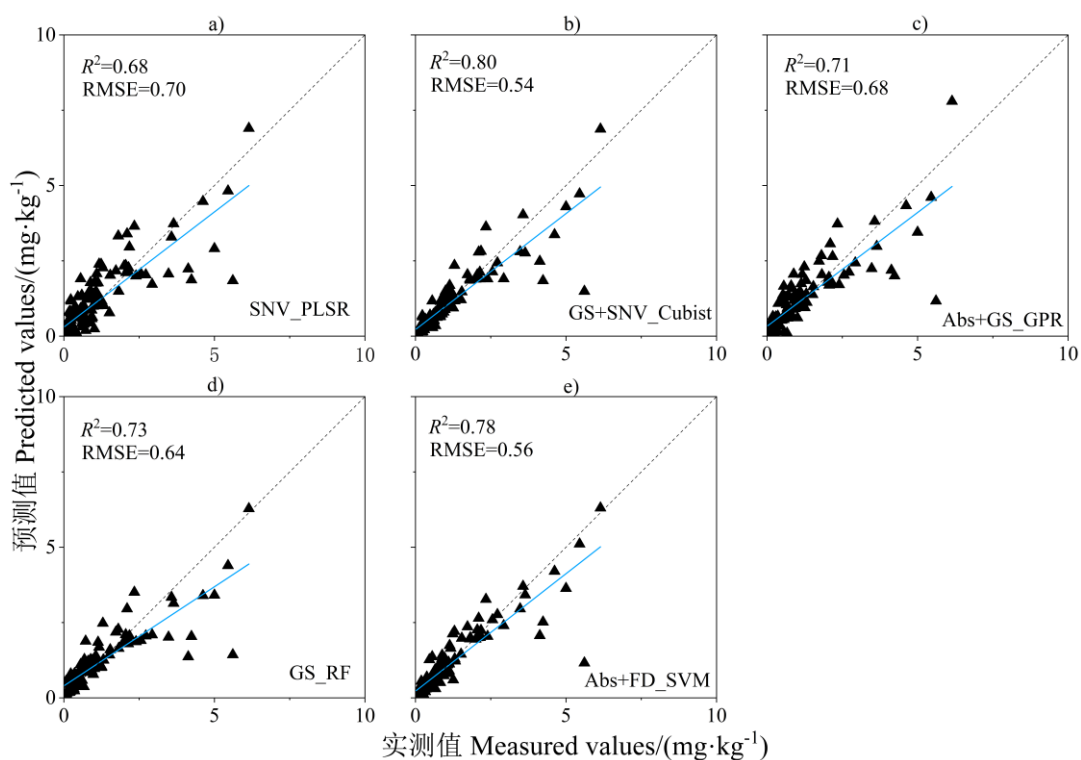 a)
R²=0.68
RMSE=0.70
SNV_PLSR
10
5
0
0
5
10
b)
R²=0.80
RMSE=0.54
GS+SNV_Cubist
0
5
10
c)
R²=0.71
RMSE=0.68
Abs+GS_GPR
0
5
10
d)
R²=0.73
RMSE=0.64
GS_RF
10
5
0
0
5
10
e)
R²=0.78
RMSE=0.56
Abs+FD_SVM
0
5
10
预测值 Predicted values/(mg·kg⁻¹)
实测值 Measured values/(mg·kg⁻¹)